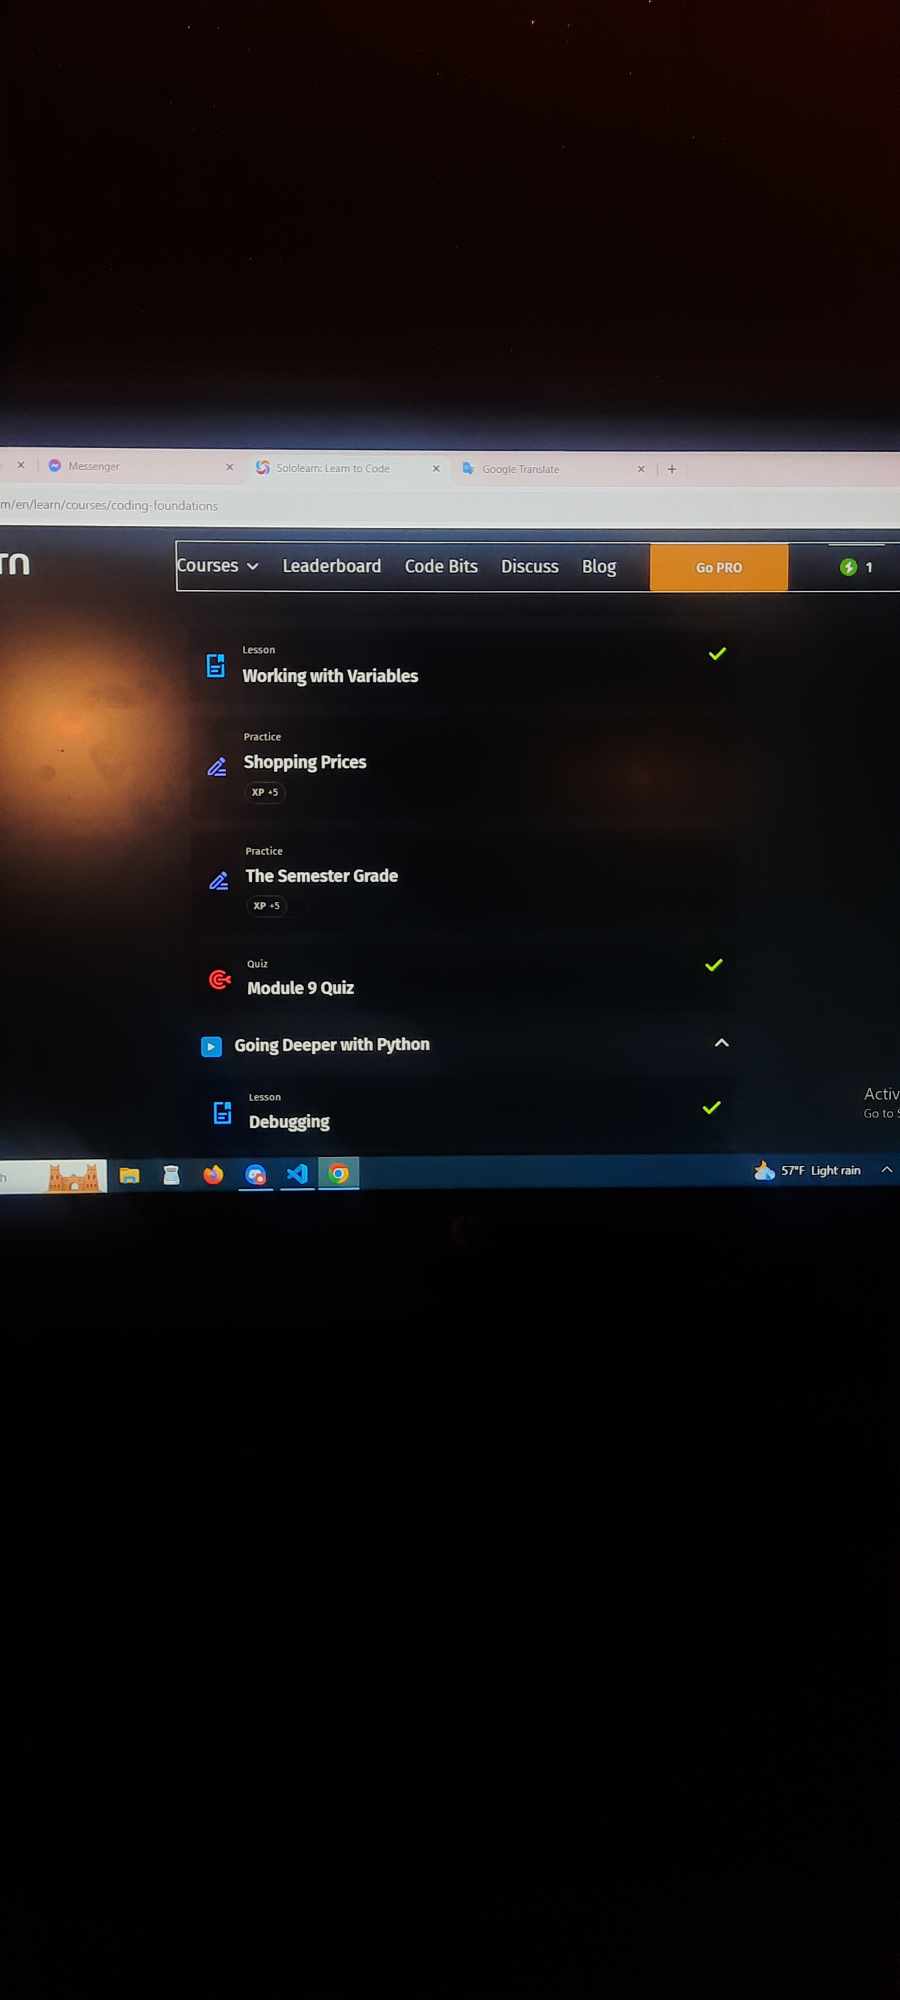 Messenger
Sololearn: Learn to Code
Google Translate
m/en/learn/courses/coding-foundations
rn
Courses
Leaderboard
Code Bits
Discuss
Blog
Go PRO
1
Lesson
Working with Variables
Practice
Shopping Prices
XP +5
Practice
The Semester Grade
XP +5
Quiz
Module 9 Quiz
Going Deeper with Python
Lesson
Debugging
Activ
Go to S
h
57°F Light rain